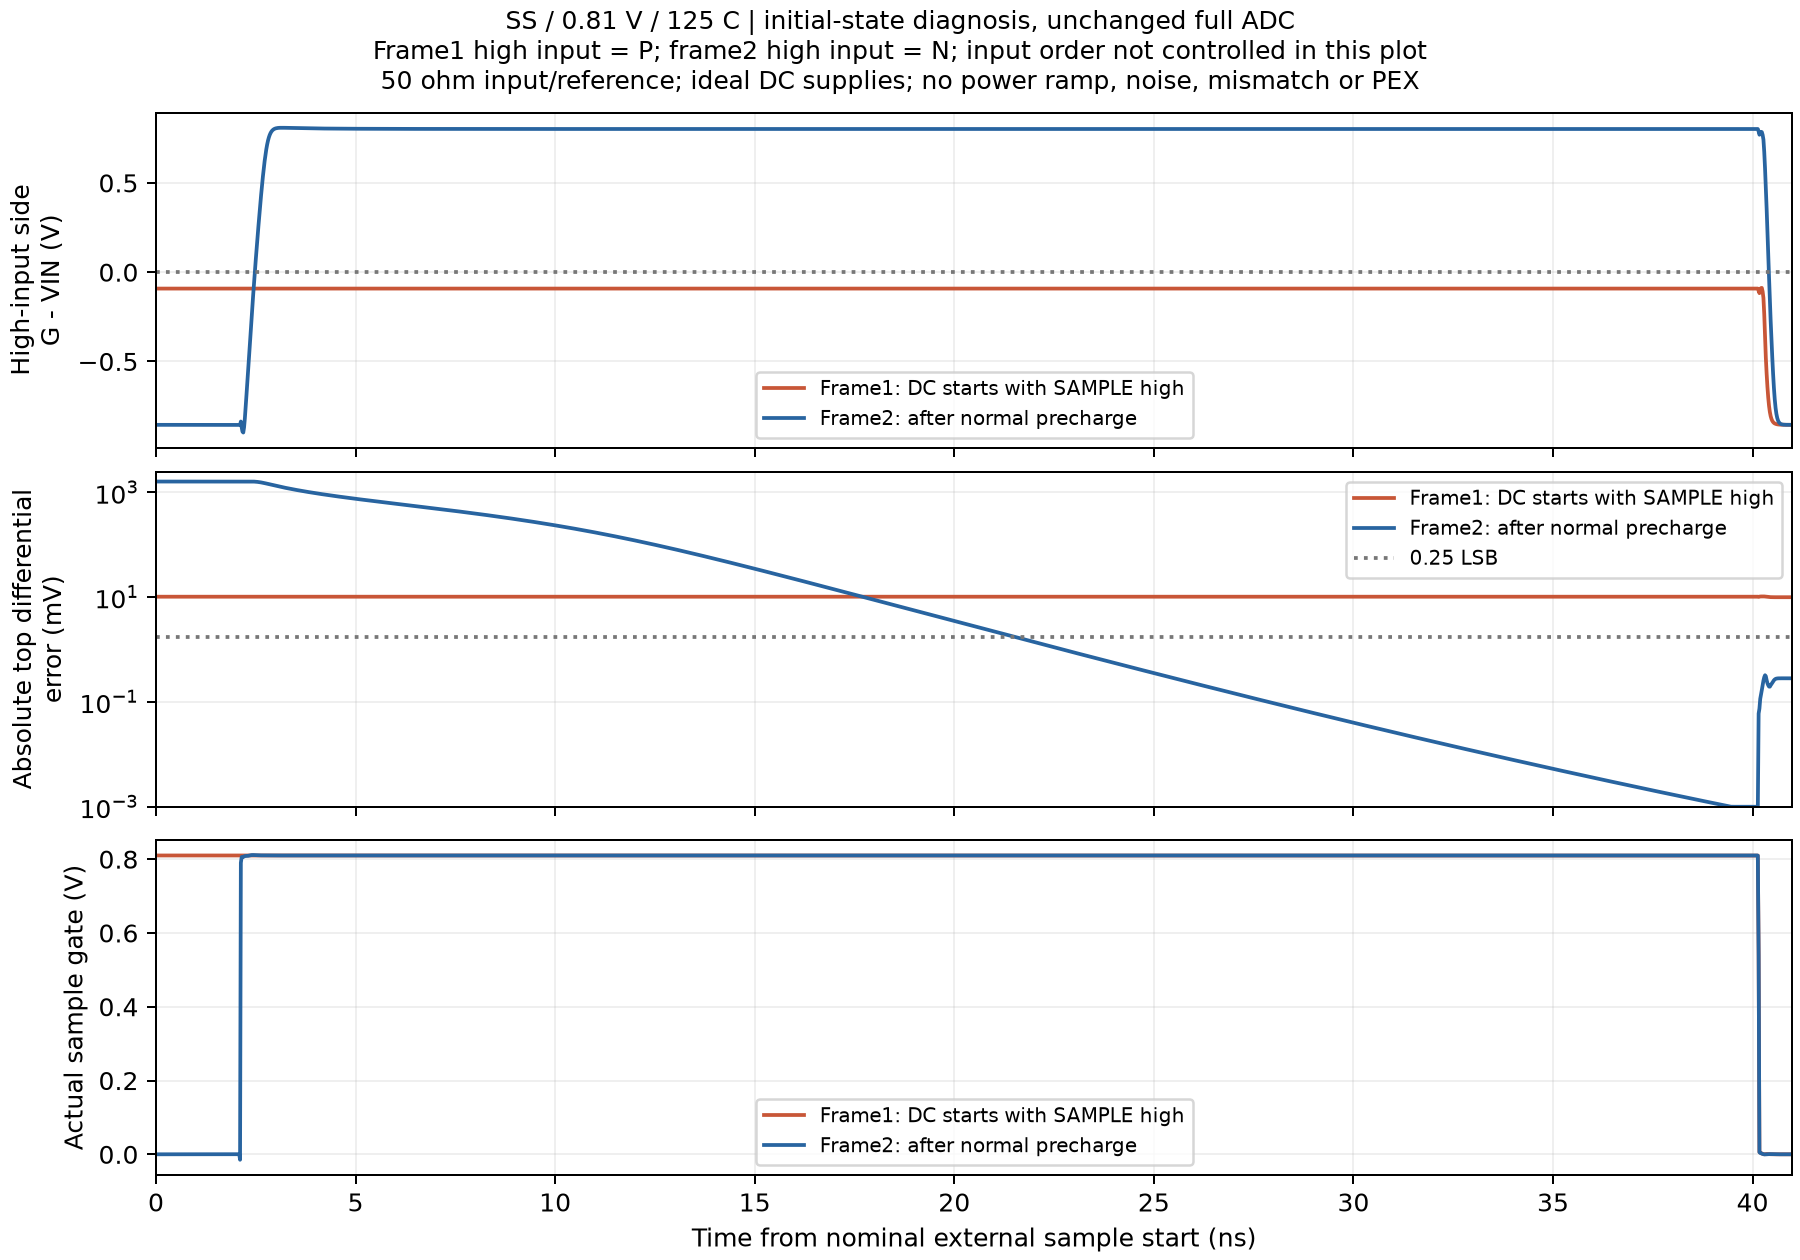 SS / 0.81 V / 125 C | initial-state diagnosis, unchanged full ADC
Frame1 high input = P; frame2 high input = N; input order not controlled in this plot
50 ohm input/reference; ideal DC supplies; no power ramp, noise, mismatch or PEX
High-input side
G - VIN (V)
0.5
0.0
−0.5
Frame1: DC starts with SAMPLE high
Frame2: after normal precharge
Absolute top differential
error (mV)
10³
10¹
10⁻¹
10⁻³
Frame1: DC starts with SAMPLE high
Frame2: after normal precharge
0.25 LSB
Actual sample gate (V)
0.8
0.6
0.4
0.2
0.0
Frame1: DC starts with SAMPLE high
Frame2: after normal precharge
0 5 10 15 20 25 30 35 40
Time from nominal external sample start (ns)